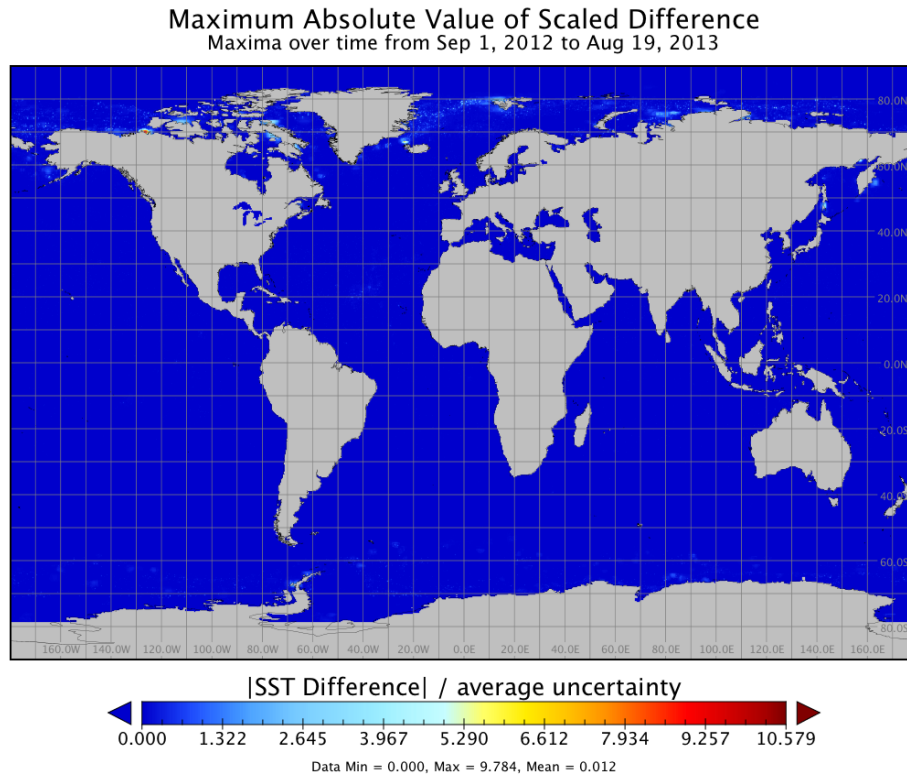 Maximum Absolute Value of Scaled Difference
Maxima over time from Sep 1, 2012 to Aug 19, 2013
80.0N
60.0N
40.0N
20.0N
0.0N
20.0S
40.0S
60.0S
80.0S
160.0W 140.0W 120.0W 100.0W 80.0W 60.0W 40.0W 20.0W 0.0E 20.0E 40.0E 60.0E 80.0E 100.0E 120.0E 140.0E 160.0E
|SST Difference| / average uncertainty
0.000 1.322 2.645 3.967 5.290 6.612 7.934 9.257 10.579
Data Min = 0.000, Max = 9.784, Mean = 0.012